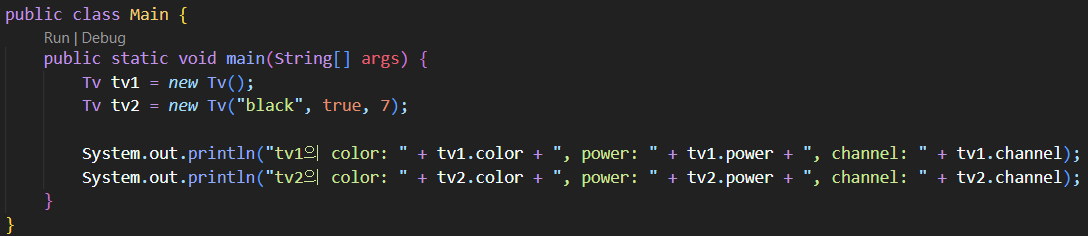 public class Main {
Run | Debug
public static void main(String[] args) {
Tv tv1 = new Tv();
Tv tv2 = new Tv("black", true, 7);
System.out.println("tv1의 color: " + tv1.color + ", power: " + tv1.power + ", channel: " + tv1.channel);
System.out.println("tv2의 color: " + tv2.color + ", power: " + tv2.power + ", channel: " + tv2.channel);
}
}